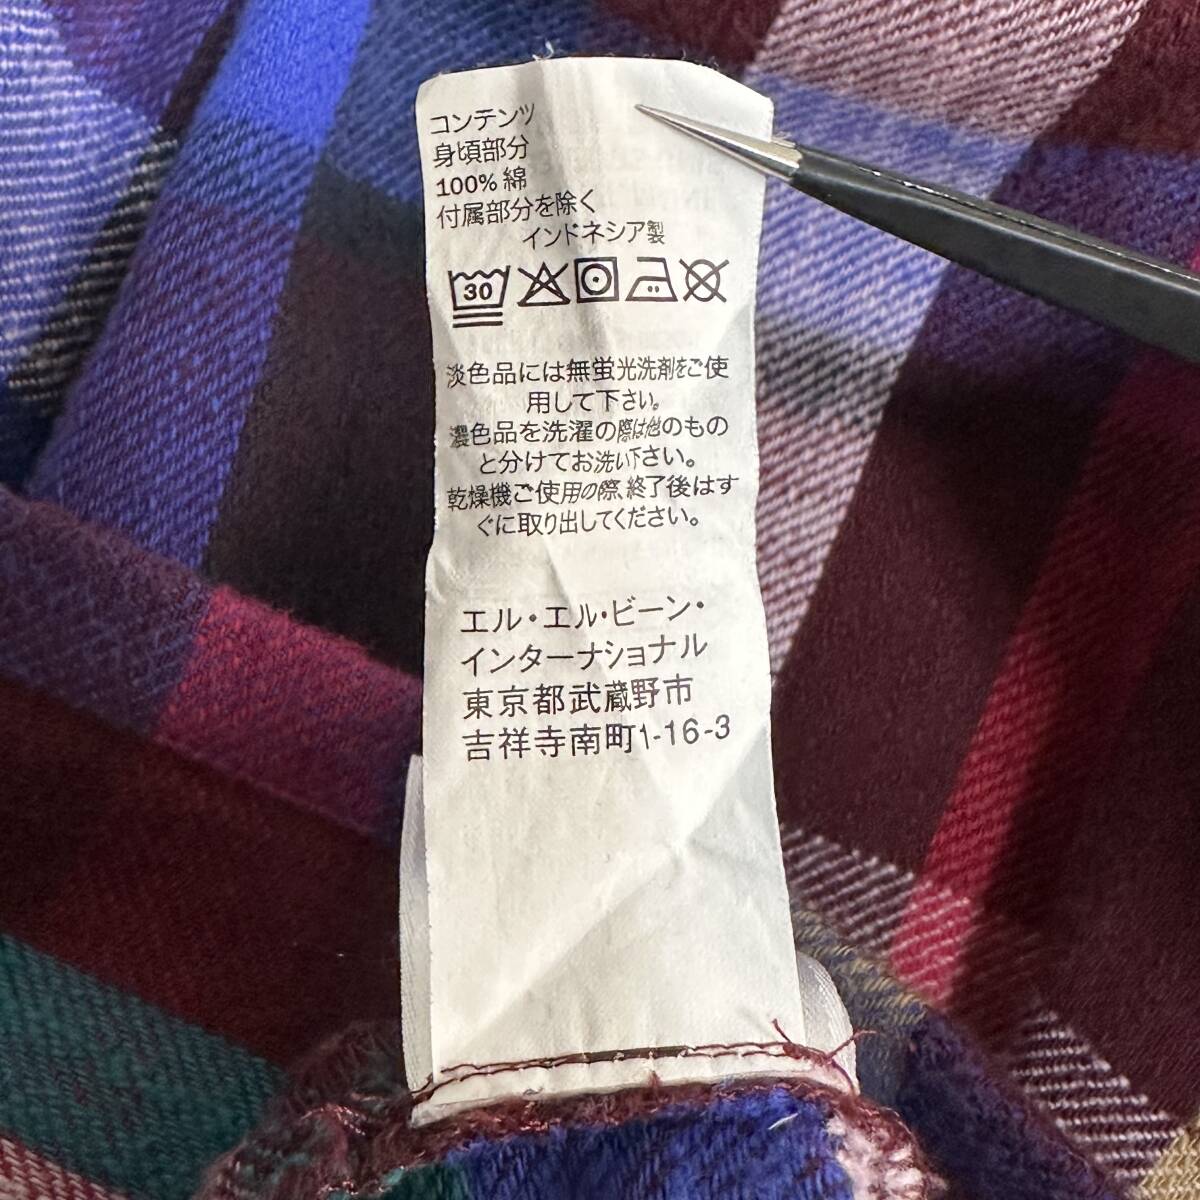 コンテンツ
身頃部分
100% 綿
付属部分を除く
インドネシア製
30
淡色品には無蛍光洗剤をご使
用して下さい。
濃色品を洗濯の際は他のもの
と分けてお洗い下さい。
乾燥機ご使用の際、終了後はす
ぐに取り出してください。
エル・エル・ビーン・
インターナショナル
東京都武蔵野市
吉祥寺南町1-16-3